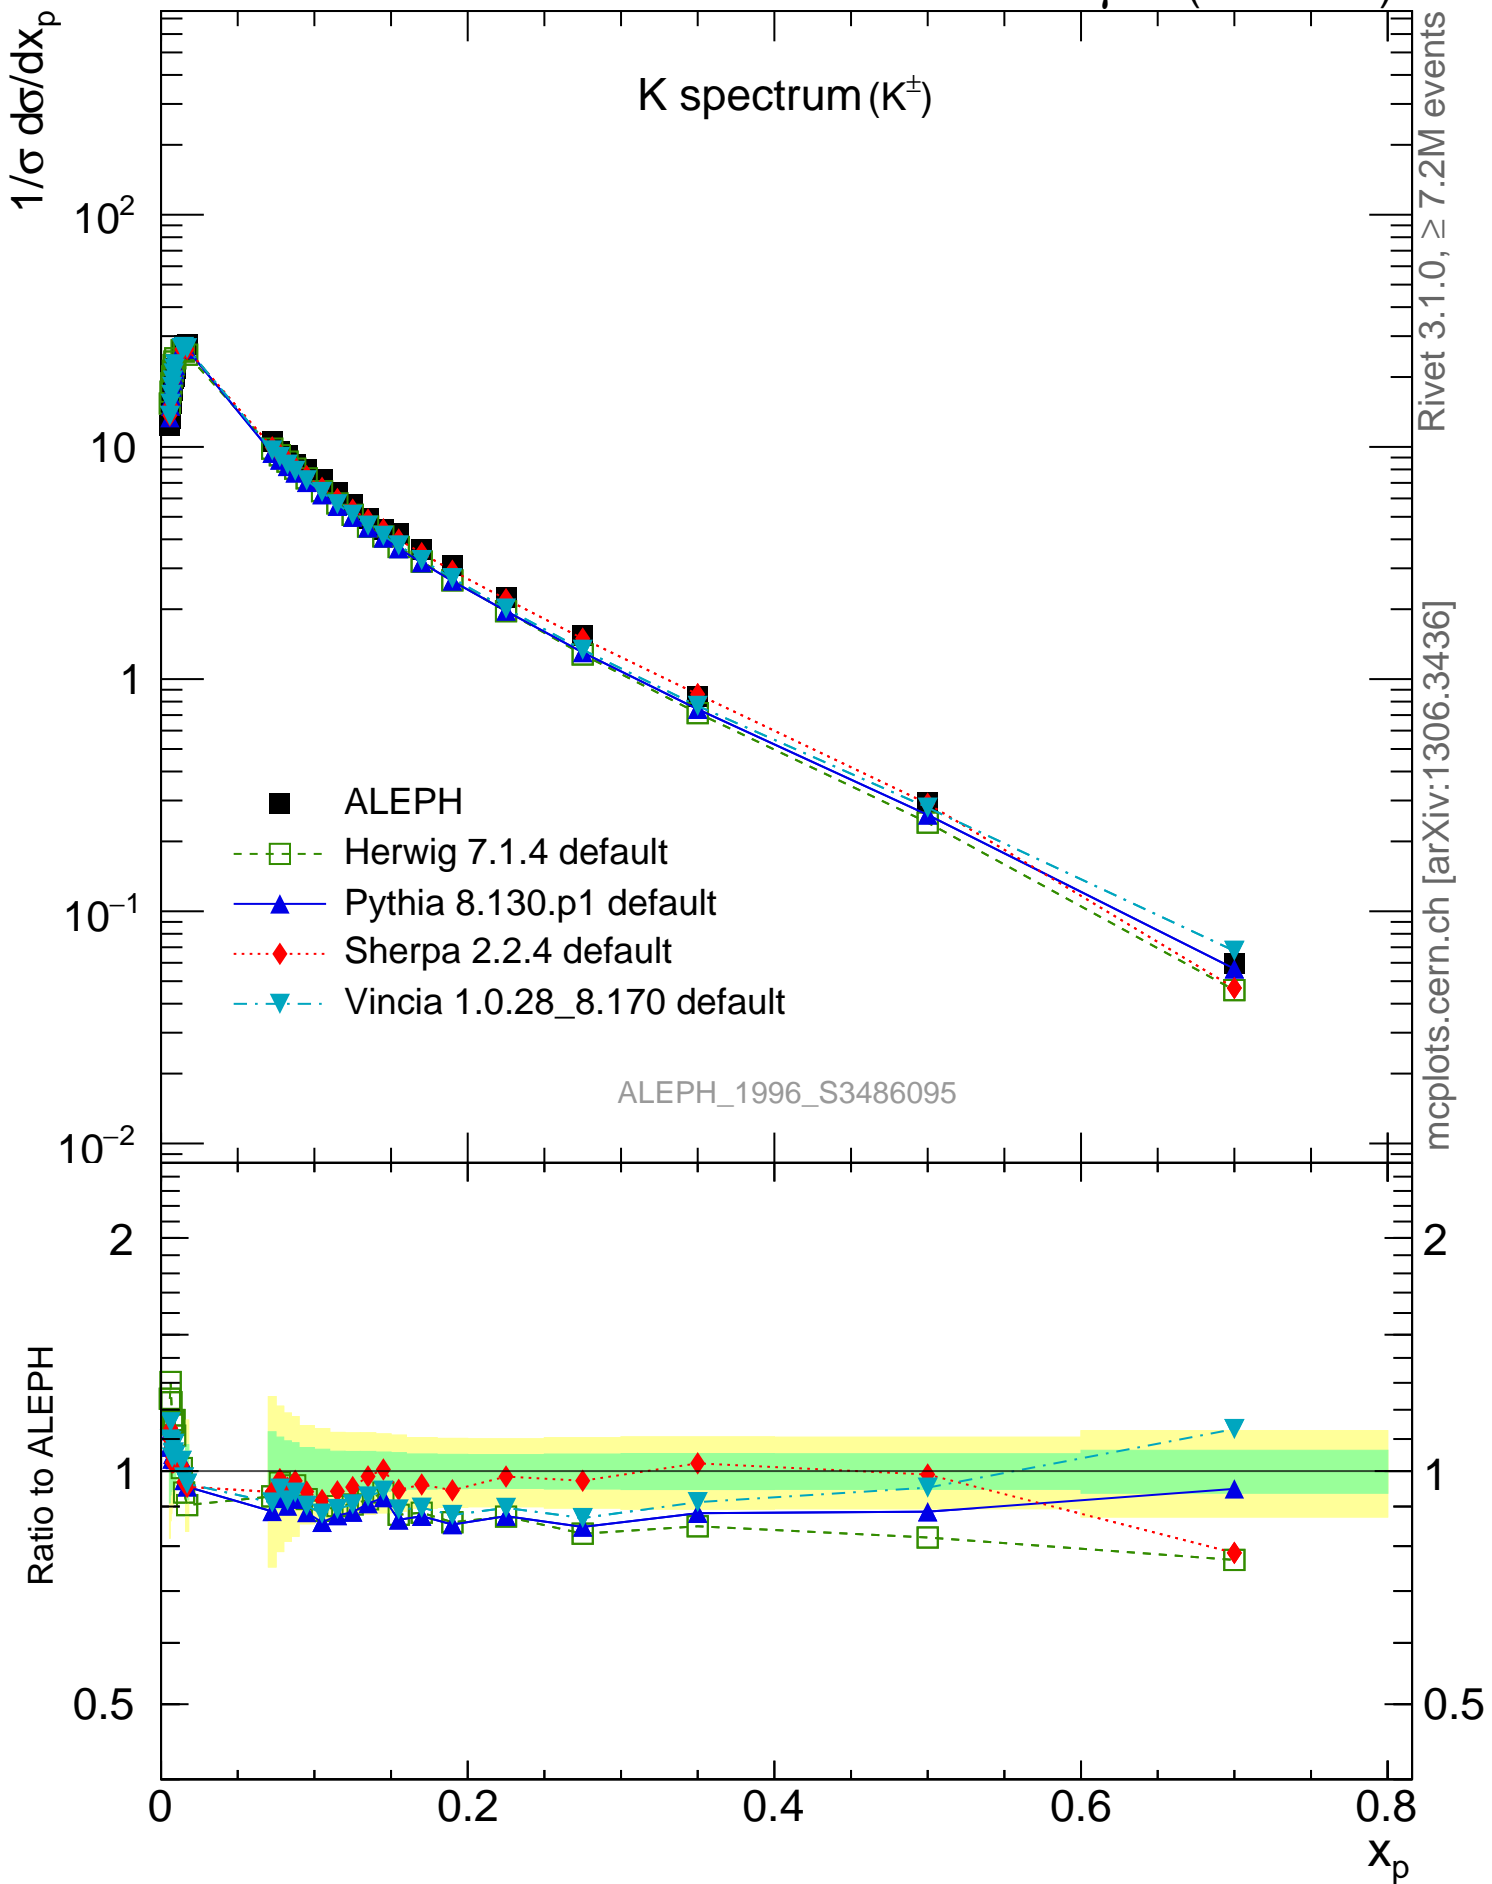 1/σ dσ/dxₚ
K spectrum (K±)
10²
10
1
10⁻¹
10⁻²
ALEPH
Herwig 7.1.4 default
Pythia 8.130.p1 default
Sherpa 2.2.4 default
Vincia 1.0.28_8.170 default
ALEPH_1996_S3486095
Rivet 3.1.0, ≥ 7.2M events
mcplots.cern.ch [arXiv:1306.3436]
Ratio to ALEPH
2
1
0.5
2
1
0.5
0 0.2 0.4 0.6 0.8
xₚ